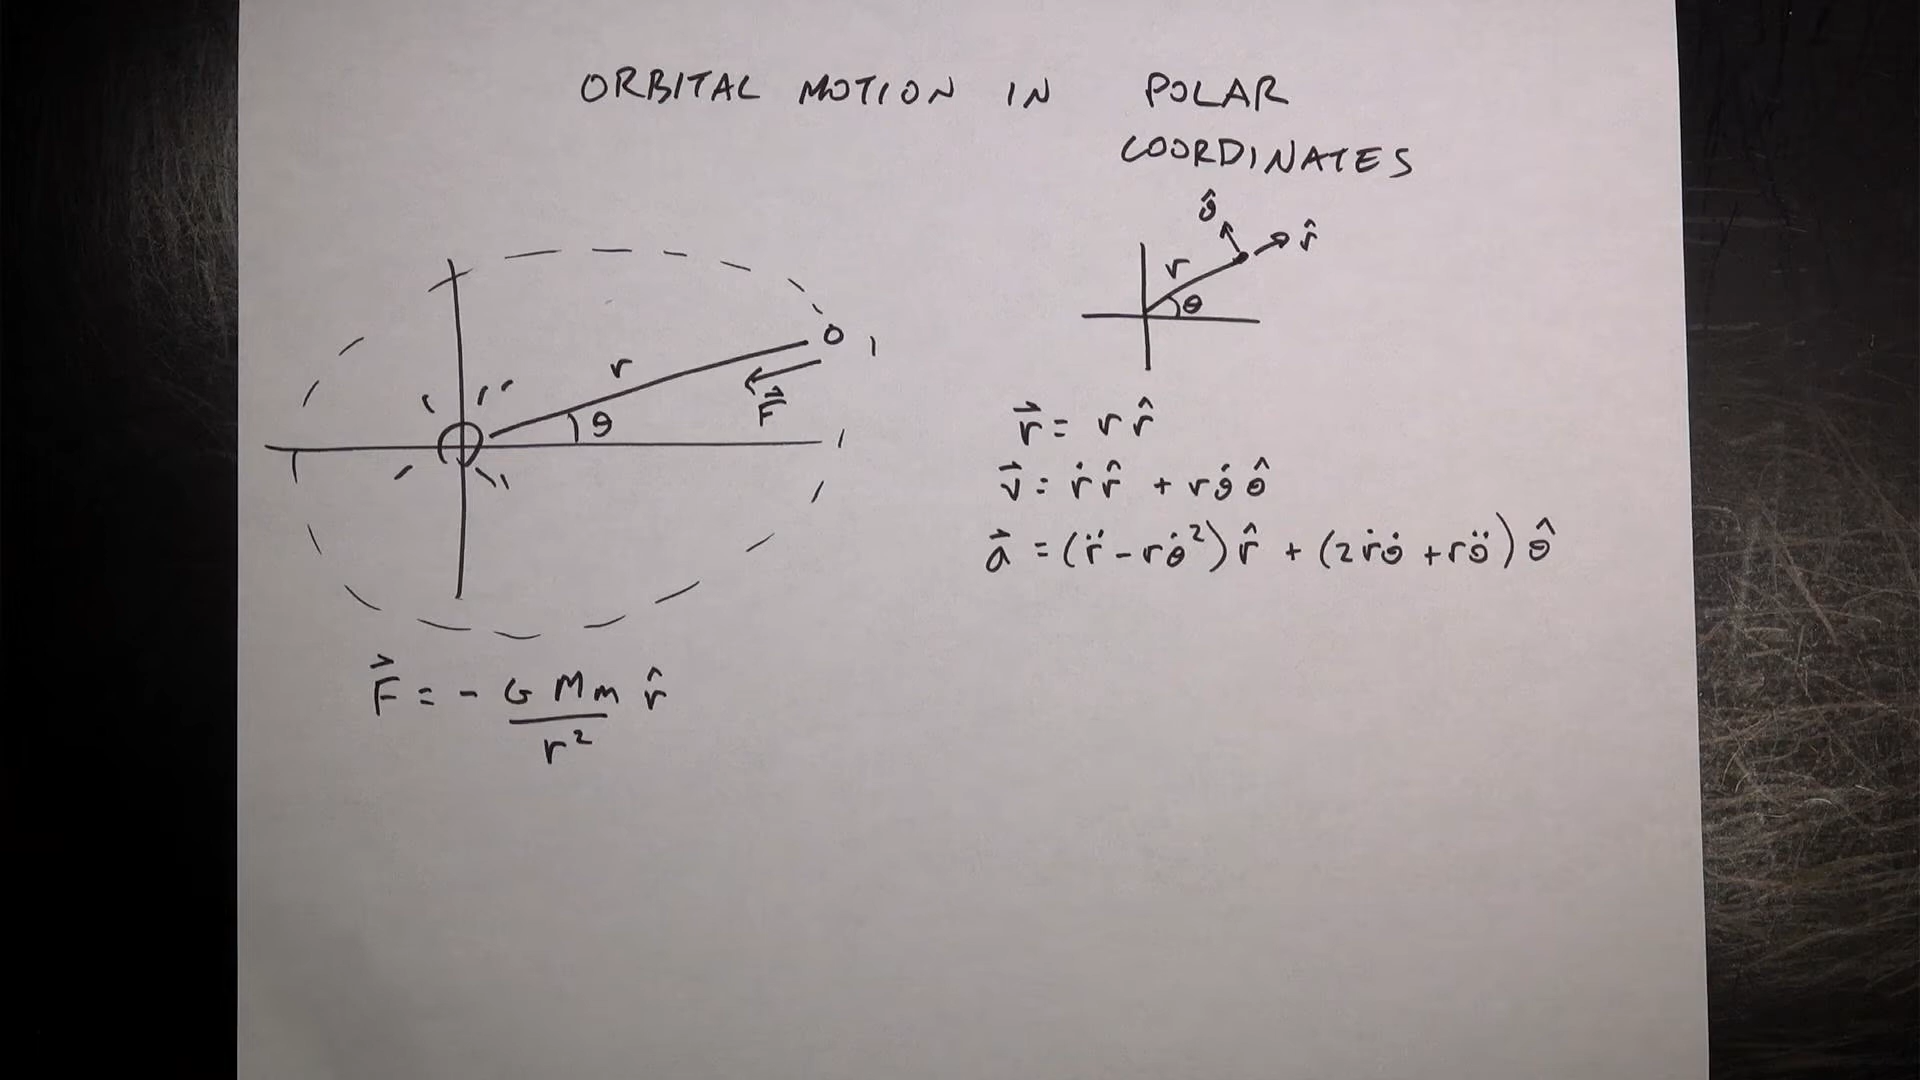 ORBITAL MOTION IN POLAR
COORDINATES
θ̂
r̂
r
θ
r
θ
F⃗
r⃗ = r r̂
v⃗ = ṙ r̂ + r θ̇ θ̂
a⃗ = (r̈ - r θ̇²) r̂ + (2 ṙ θ̇ + r θ̈) θ̂
F⃗ = - G M m / r² r̂